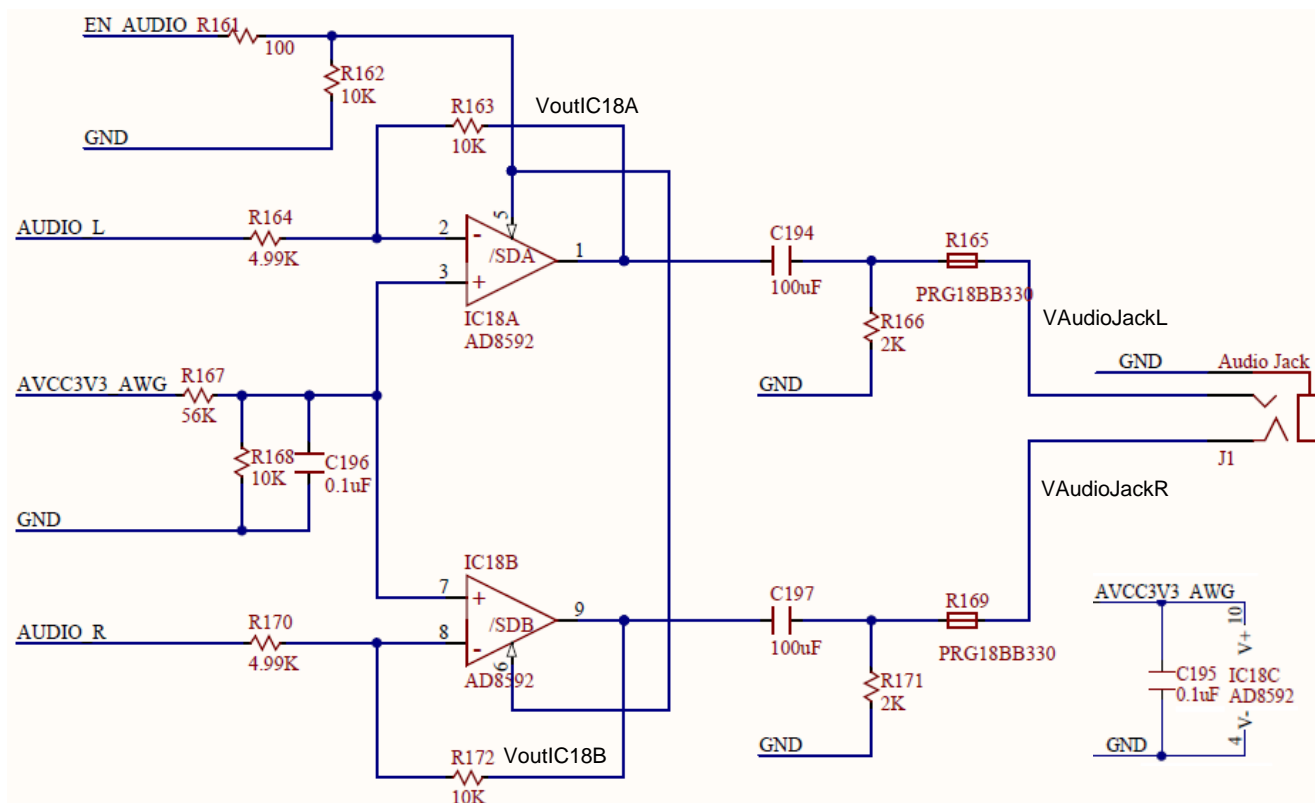 EN_AUDIO R161
100
R162
10K
GND
R163
10K
VoutIC18A
AUDIO_L
R164
4.99K
2
-
3
+
5
/SDA
1
IC18A
AD8592
C194
100uF
R165
PRG18BB330
R166
2K
GND
VAudioJackL
GND
Audio Jack
J1
AVCC3V3_AWG
R167
56K
R168
10K
C196
0.1uF
GND
VAudioJackR
IC18B
7
+
8
-
/SDB
6
9
AD8592
AUDIO_R
R170
4.99K
C197
100uF
R169
PRG18BB330
R171
2K
GND
R172
10K
VoutIC18B
AVCC3V3_AWG
10
V+
C195
0.1uF
IC18C
AD8592
V-
4
GND